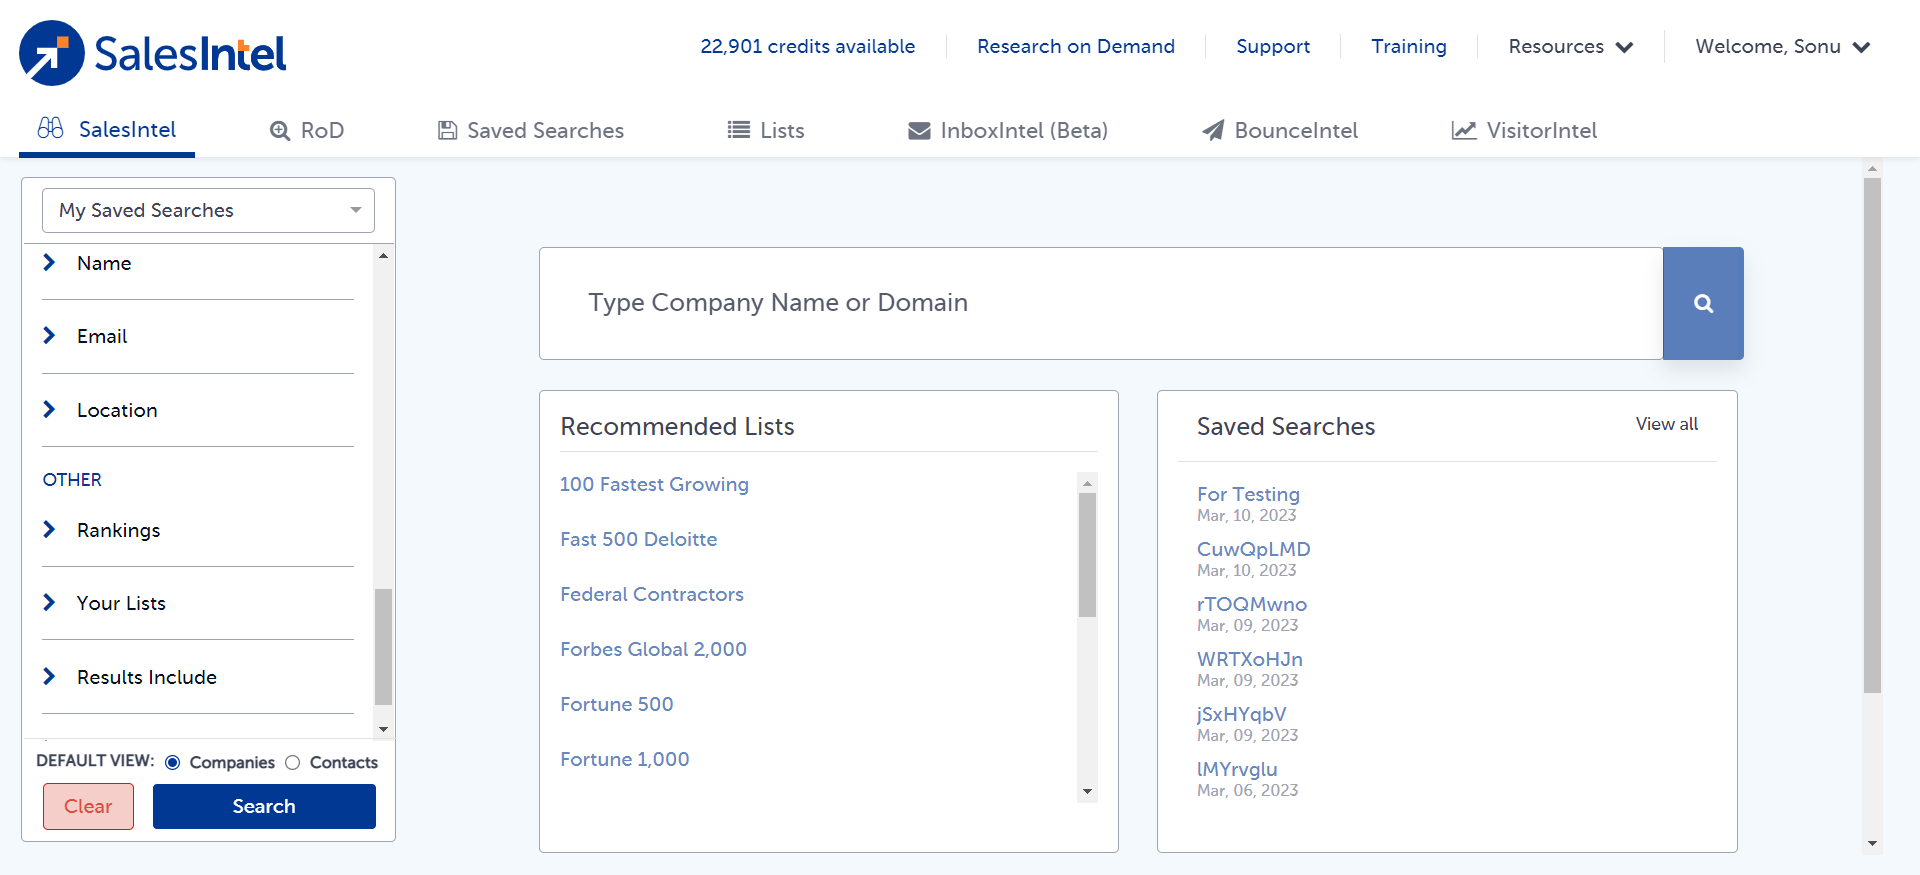 SalesIntel
22,901 credits available
Research on Demand
Support
Training
Resources
Welcome, Sonu
SalesIntel
RoD
Saved Searches
Lists
InboxIntel (Beta)
BounceIntel
VisitorIntel
My Saved Searches
Name
Email
Location
OTHER
Rankings
Your Lists
Results Include
DEFAULT VIEW: Companies Contacts
Clear
Search
Type Company Name or Domain
Recommended Lists
100 Fastest Growing
Fast 500 Deloitte
Federal Contractors
Forbes Global 2,000
Fortune 500
Fortune 1,000
Saved Searches
View all
For Testing
Mar, 10, 2023
CuwQpLMD
Mar, 10, 2023
rTOQMwno
Mar, 09, 2023
WRTXoHJn
Mar, 09, 2023
jSxHYqbV
Mar, 09, 2023
lMYrvglu
Mar, 06, 2023